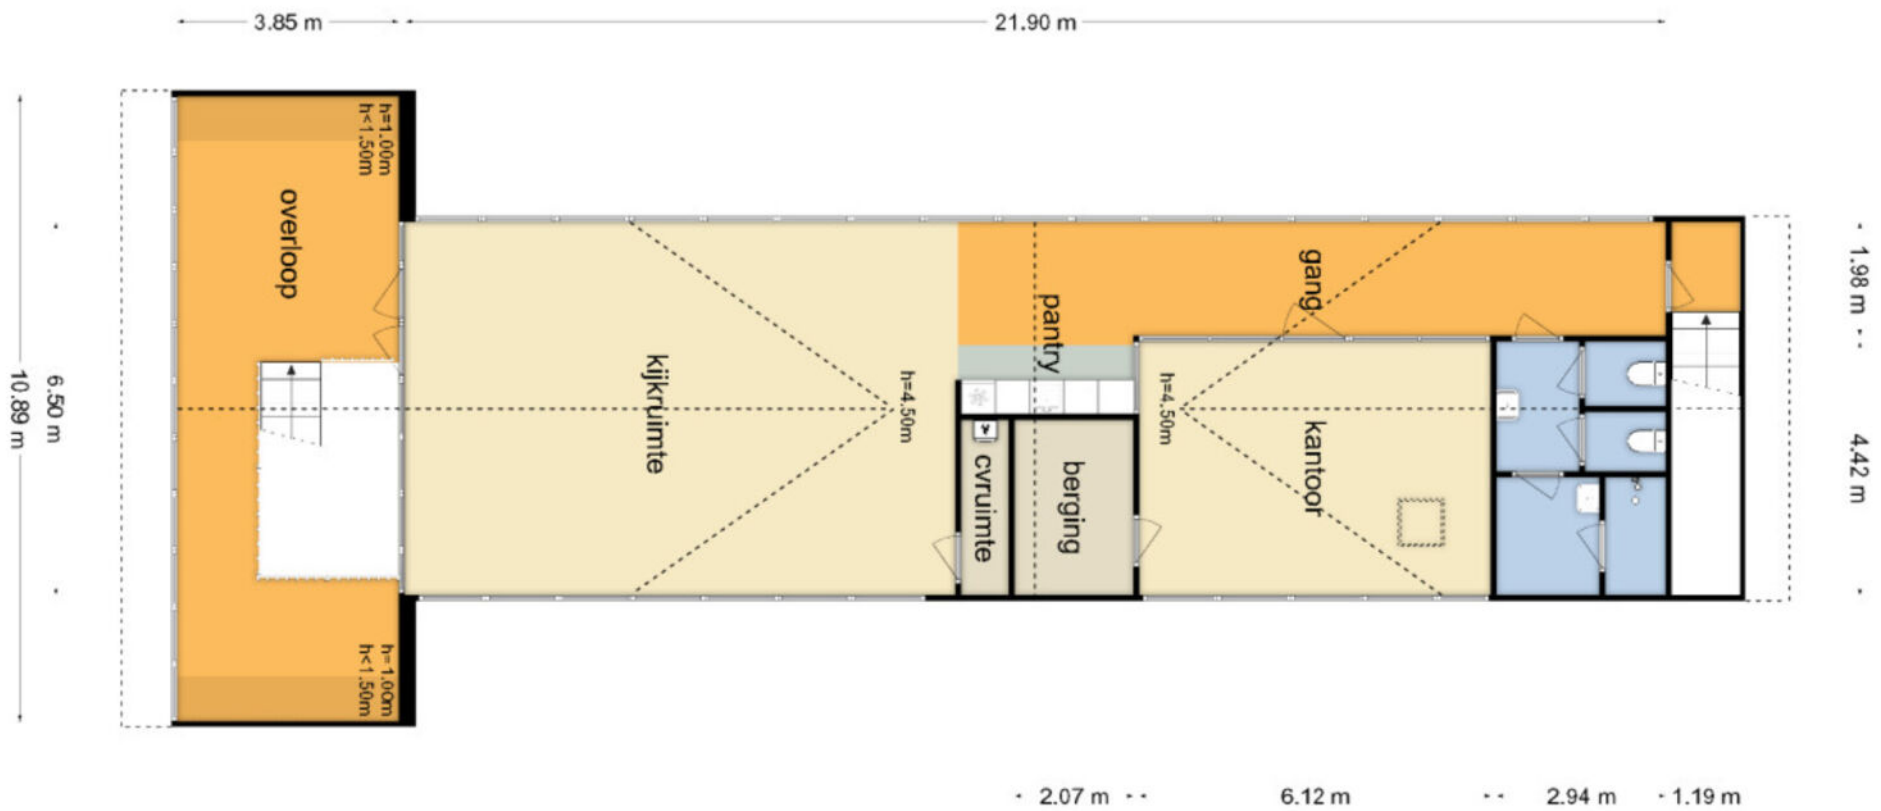 3.85 m
21.90 m
h=1.00m
h<1.50m
overloop
10.89 m
6.50 m
kijkruimte
h=4.50m
pantry
gang
1.98 m
h=4.50m
kantoor
4.42 m
cvruimte
berging
h=1.00m
h<1.50m
2.07 m
6.12 m
2.94 m
1.19 m